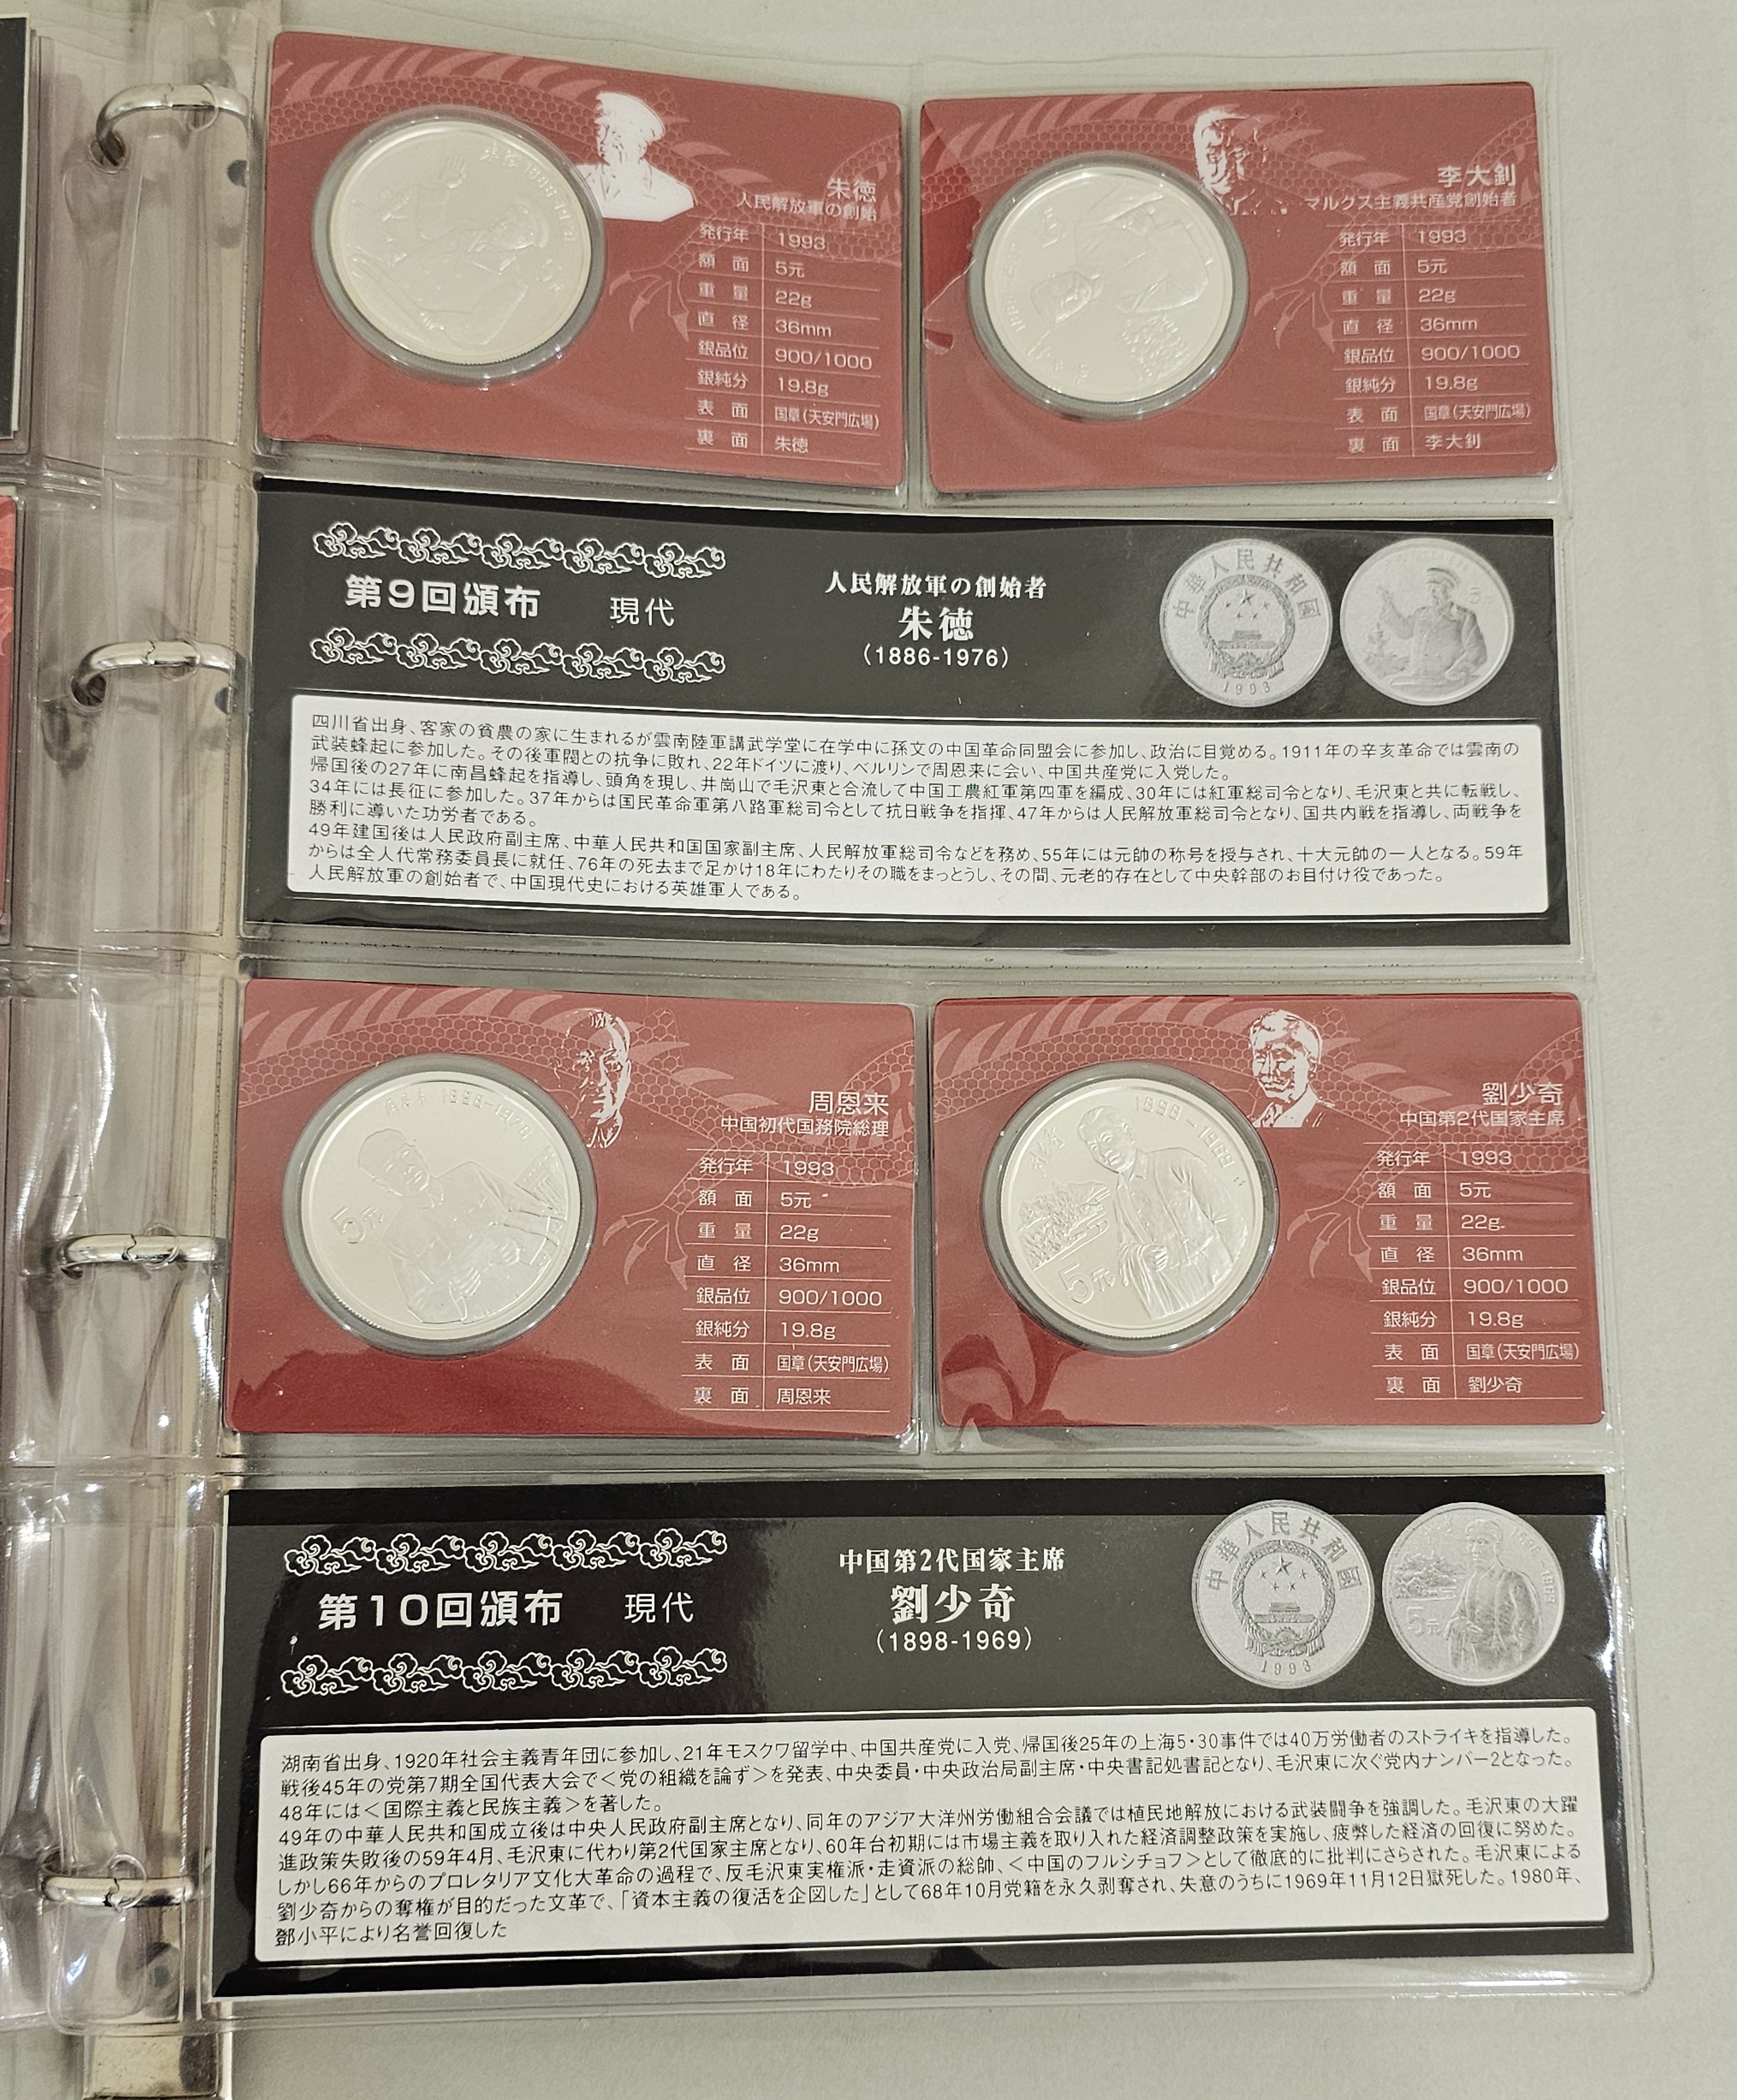 朱徳
人民解放軍の創始
発行年 1993
額面 5元
重量 22g
直径 36mm
銀品位 900/1000
銀純分 19.8g
表面 国章(天安門広場)
裏面 朱徳
李大釗
マルクス主義共産党創始者
発行年 1993
額面 5元
重量 22g
直径 36mm
銀品位 900/1000
銀純分 19.8g
表面 国章(天安門広場)
裏面 李大釗
第9回頒布 現代
人民解放軍の創始者
朱徳
(1886-1976)
中華人民共和国
1993
四川省出身、客家の貧農の家に生まれるが雲南陸軍講武学堂に在学中に孫文の中国革命同盟会に参加し、政治に目覚める。1911年の辛亥革命では雲南の
武装蜂起に参加した。その後軍閥との抗争に敗れ、22年ドイツに渡り、ベルリンで周恩来に会い、中国共産党に入党した。
帰国後の27年に南昌蜂起を指導し、頭角を現し、井崗山で毛沢東と合流して中国工農紅軍第四軍を編成、30年には紅軍総司令となり、毛沢東と共に転戦し、
34年には長征に参加した。37年からは国民革命軍第八路軍総司令として抗日戦争を指揮、47年からは人民解放軍総司令となり、国共内戦を指導し、両戦争を
勝利に導いた功労者である。
49年建国後は人民政府副主席、中華人民共和国国家副主席、人民解放軍総司令などを務め、55年には元帥の称号を授与され、十大元帥の一人となる。59年
からは全人代常務委員長に就任、76年の死去まで足かけ18年にわたりその職をまっとうし、その間、元老的存在として中央幹部のお目付け役であった。
人民解放軍の創始者で、中国現代史における英雄軍人である。
周恩来 1898-1976
5元
周恩来
中国初代国務院総理
発行年 1993
額面 5元
重量 22g
直径 36mm
銀品位 900/1000
銀純分 19.8g
表面 国章(天安門広場)
裏面 周恩来
1898-1969
5元
劉少奇
中国第2代国家主席
発行年 1993
額面 5元
重量 22g
直径 36mm
銀品位 900/1000
銀純分 19.8g
表面 国章(天安門広場)
裏面 劉少奇
第10回頒布 現代
中国第2代国家主席
劉少奇
(1898-1969)
中華人民共和国
1993
5元
湖南省出身、1920年社会主義青年団に参加し、21年モスクワ留学中、中国共産党に入党、帰国後25年の上海5・30事件では40万労働者のストライキを指導した。
戦後45年の党第7期全国代表大会で<党の組織を論ず>を発表、中央委員・中央政治局副主席・中央書記処書記となり、毛沢東に次ぐ党内ナンバー2となった。
48年には<国際主義と民族主義>を著した。
49年の中華人民共和国成立後は中央人民政府副主席となり、同年のアジア大洋州労働組合会議では植民地解放における武装闘争を強調した。毛沢東の大躍
進政策失敗後の59年4月、毛沢東に代わり第2代国家主席となり、60年台初期には市場主義を取り入れた経済調整政策を実施し、疲弊した経済の回復に努めた。
しかし66年からのプロレタリア文化大革命の過程で、反毛沢東実権派・走資派の総帥、<中国のフルシチョフ>として徹底的に批判にさらされた。毛沢東による
劉少奇からの奪権が目的だった文革で、「資本主義の復活を企図した」として68年10月党籍を永久剥奪され、失意のうちに1969年11月12日獄死した。1980年、
鄧小平により名誉回復した